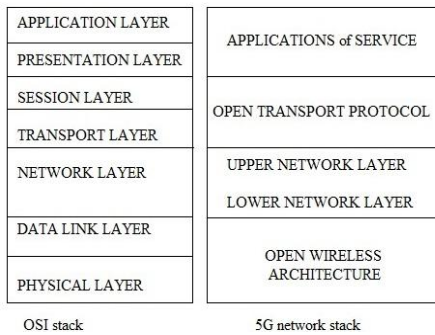 APPLICATION LAYER
PRESENTATION LAYER
SESSION LAYER
TRANSPORT LAYER
NETWORK LAYER
DATA LINK LAYER
PHYSICAL LAYER
OSI stack
APPLICATIONS of SERVICE
OPEN TRANSPORT PROTOCOL
UPPER NETWORK LAYER
LOWER NETWORK LAYER
OPEN WIRELESS
ARCHITECTURE
5G network stack